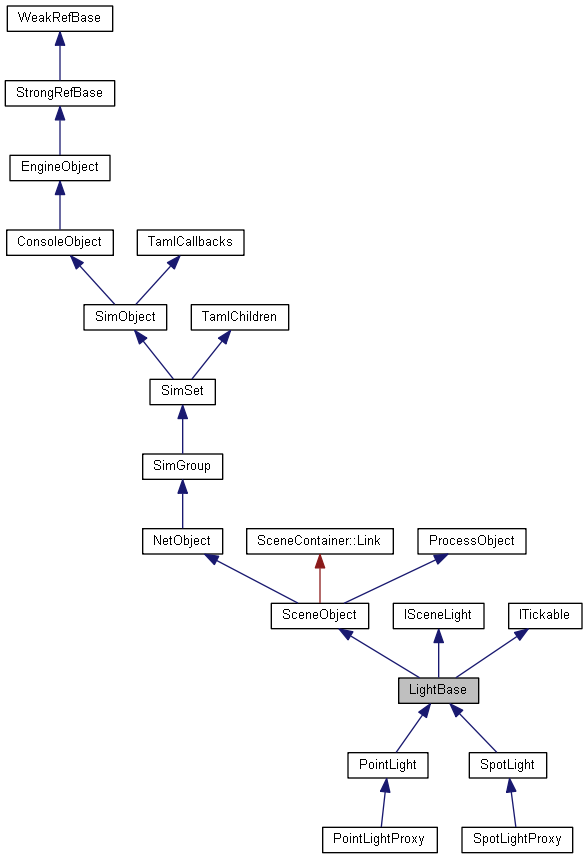 WeakRefBase
StrongRefBase
EngineObject
ConsoleObject
TamlCallbacks
SimObject
TamlChildren
SimSet
SimGroup
NetObject
SceneContainer::Link
ProcessObject
SceneObject
ISceneLight
ITickable
LightBase
PointLight
SpotLight
PointLightProxy
SpotLightProxy